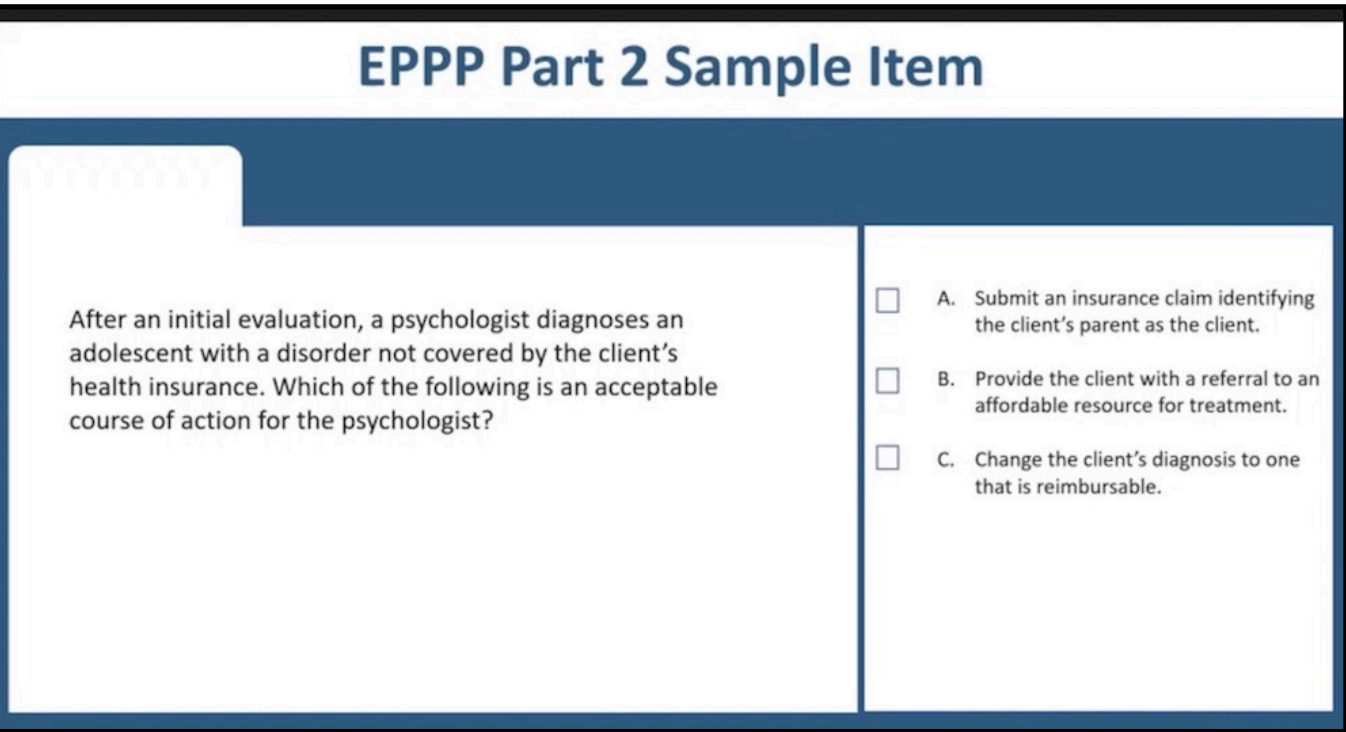 EPPP Part 2 Sample Item
After an initial evaluation, a psychologist diagnoses an
adolescent with a disorder not covered by the client's
health insurance. Which of the following is an acceptable
course of action for the psychologist?
A. Submit an insurance claim identifying
the client's parent as the client.
B. Provide the client with a referral to an
affordable resource for treatment.
C. Change the client's diagnosis to one
that is reimbursable.